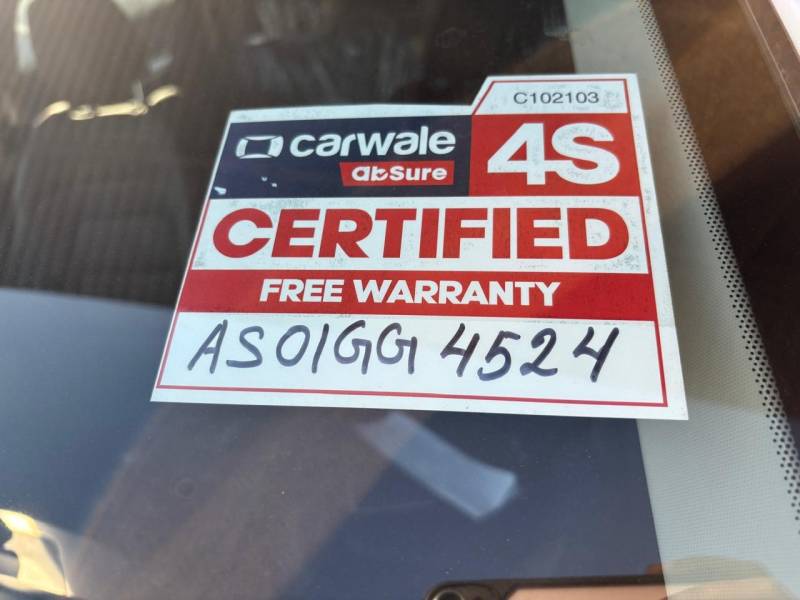 C102103
carwale
abSure
4S
CERTIFIED
FREE WARRANTY
AS01GG 4524